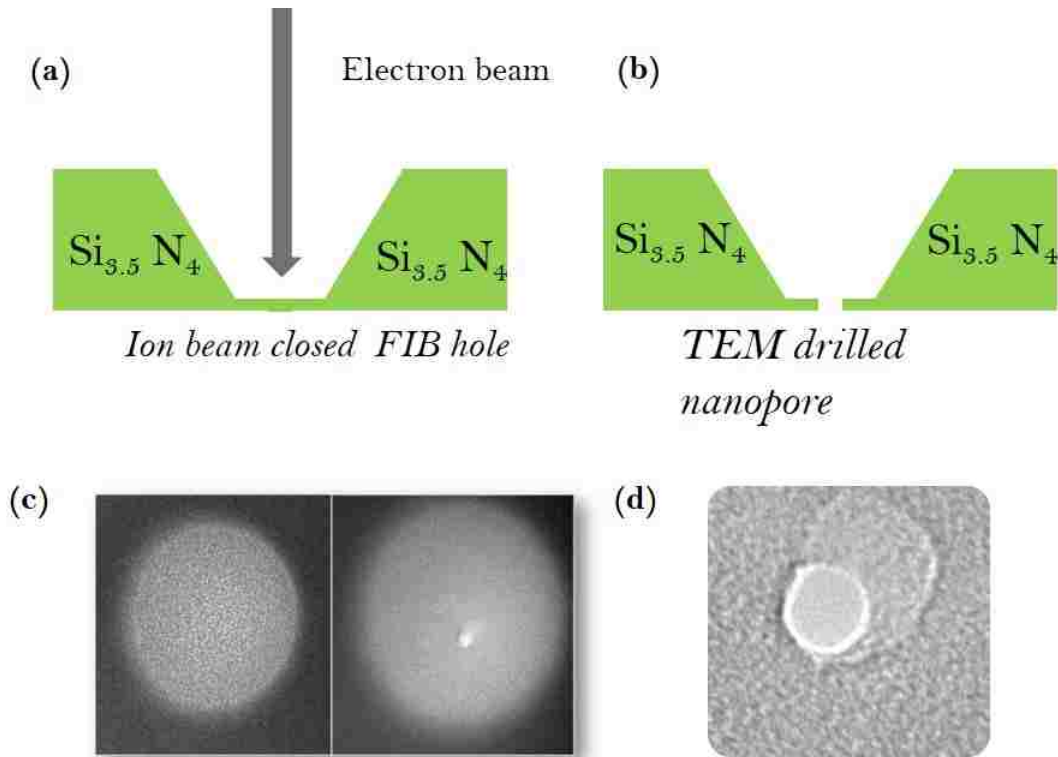 (a)
Electron beam
(b)
Si3.5 N4
Si3.5 N4
Si3.5 N4
Si3.5 N4
Ion beam closed FIB hole
TEM drilled
nanopore
(c)
(d)